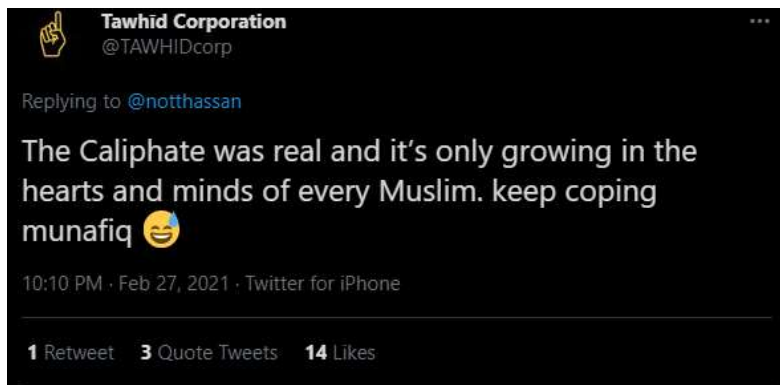 Tawhīd Corporation
@TAWHIDcorp
Replying to @notthassan
The Caliphate was real and it's only growing in the
hearts and minds of every Muslim. keep coping
munafiq 😅
10:10 PM · Feb 27, 2021 · Twitter for iPhone
1 Retweet 3 Quote Tweets 14 Likes